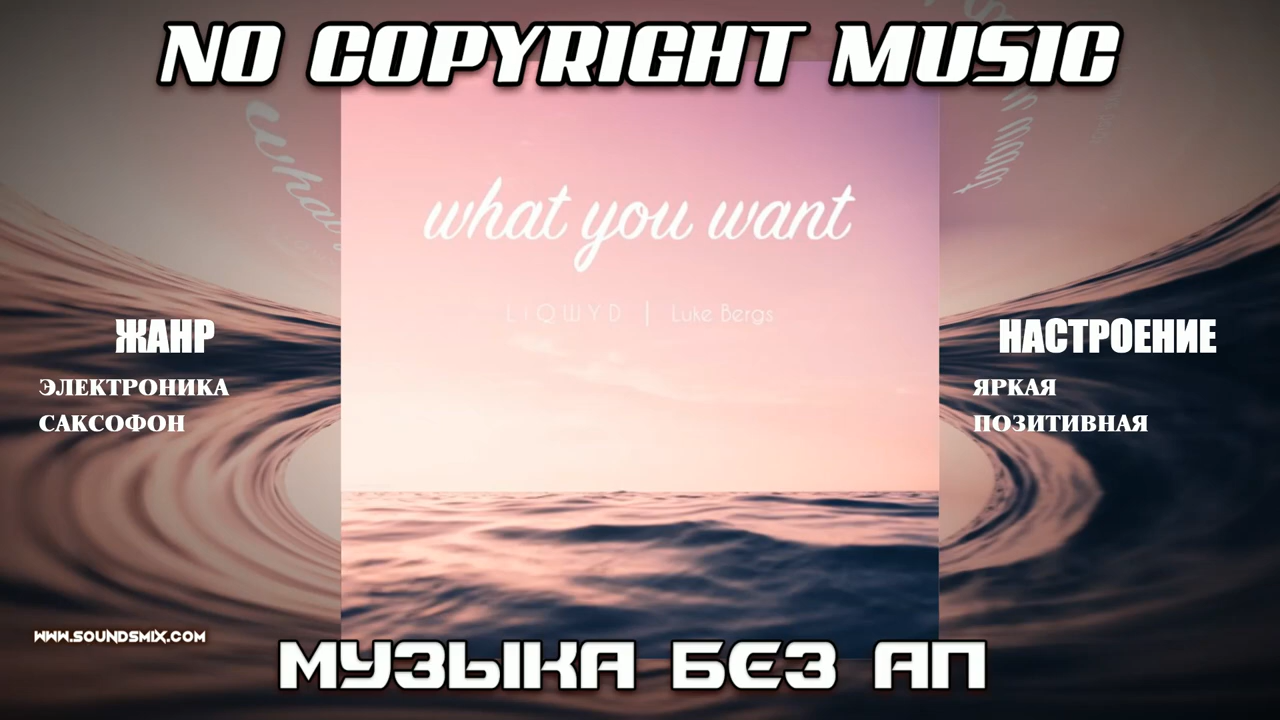 NO COPYRIGHT MUSIC
what you want
LiQWYD | Luke Bergs
ЖАНР
ЭЛЕКТРОНИКА
САКСОФОН
НАСТРОЕНИЕ
ЯРКАЯ
ПОЗИТИВНАЯ
WWW.SOUNDSMIX.COM
МУЗЫКА БЕЗ АП